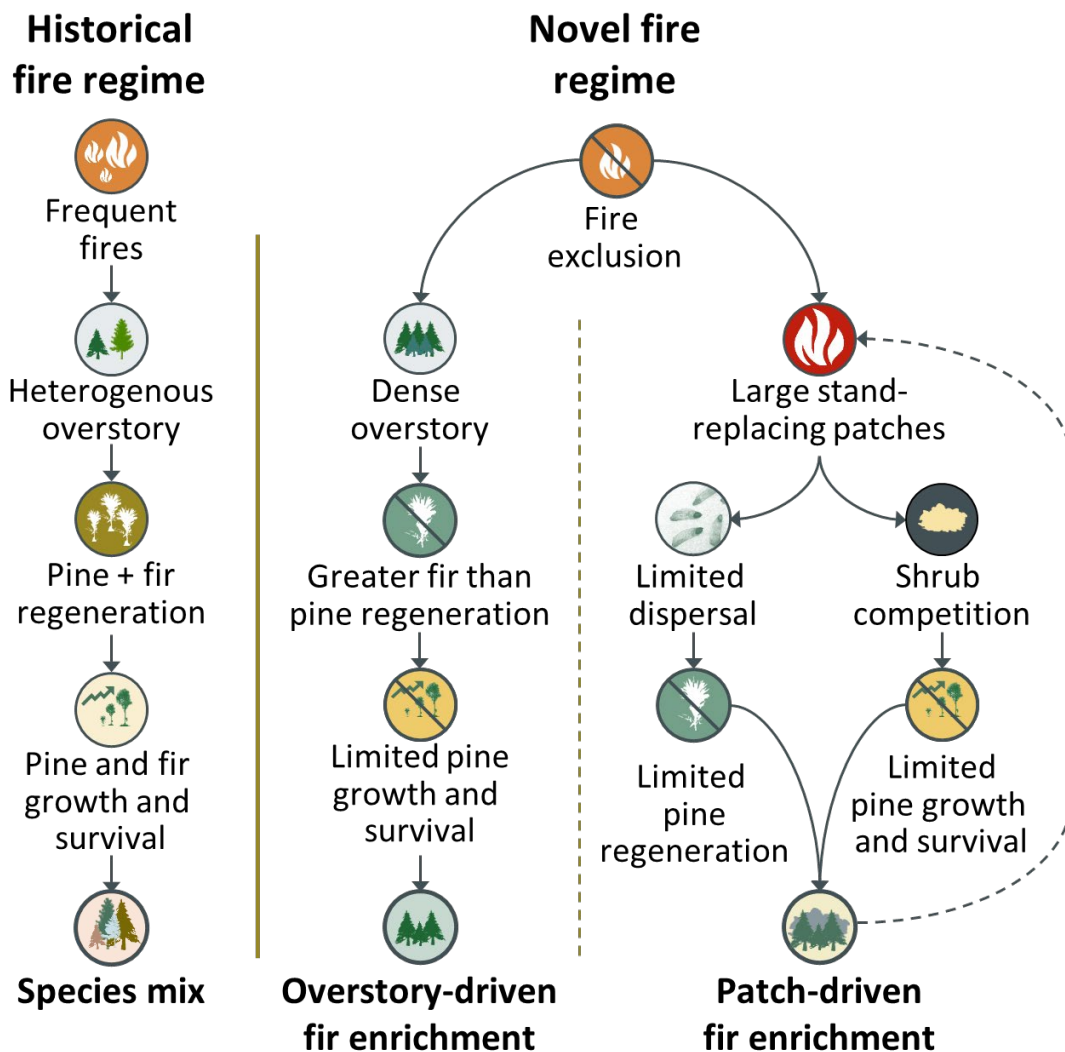 Historical
fire regime
Frequent
fires
Heterogenous
overstory
Pine + fir
regeneration
Pine and fir
growth and
survival
Species mix
Novel fire
regime
Fire
exclusion
Dense
overstory
Greater fir than
pine regeneration
Limited pine
growth and
survival
Overstory-driven
fir enrichment
Large stand-
replacing patches
Limited
dispersal
Limited
pine
regeneration
Shrub
competition
Limited
pine growth
and survival
Patch-driven
fir enrichment